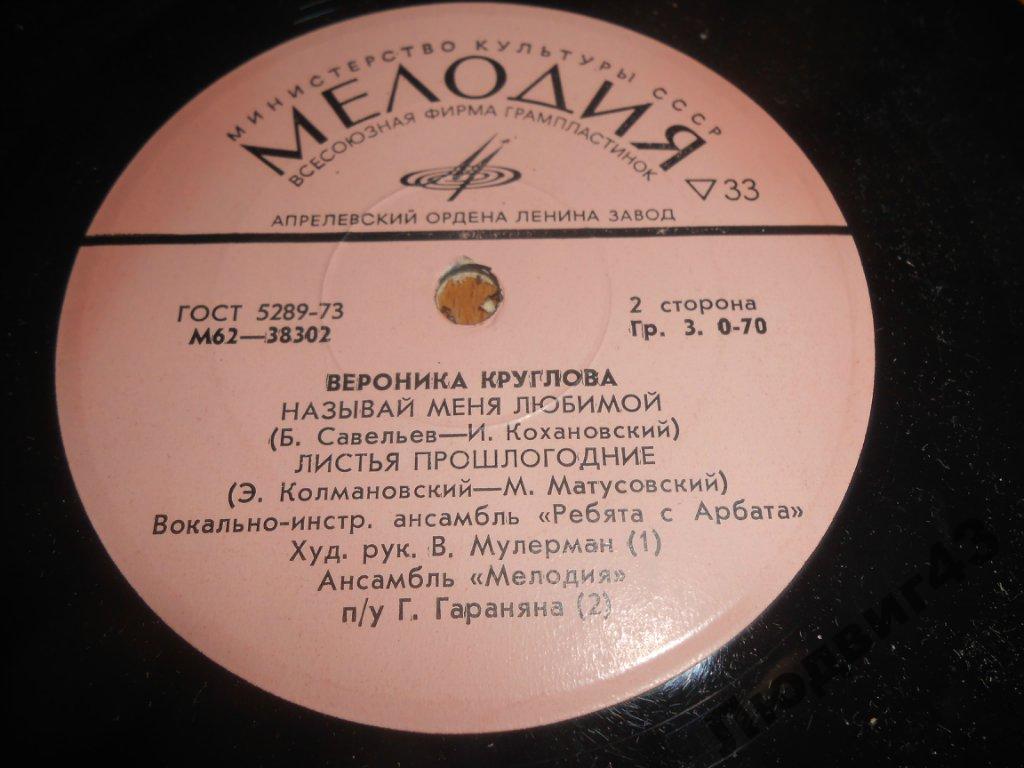 МИНИСТЕРСТВО КУЛЬТУРЫ СССР
МЕЛОДИЯ
ВСЕСОЮЗНАЯ ФИРМА ГРАМПЛАСТИНОК
33
АПРЕЛЕВСКИЙ ОРДЕНА ЛЕНИНА ЗАВОД
ГОСТ 5289-73
М62—38302
2 сторона
Гр. 3. 0-70
ВЕРОНИКА КРУГЛОВА
НАЗЫВАЙ МЕНЯ ЛЮБИМОЙ
(Б. Савельев—И. Кохановский)
ЛИСТЬЯ ПРОШЛОГОДНИЕ
(Э. Колмановский—М. Матусовский)
Вокально-инстр. ансамбль «Ребята с Арбата»
Худ. рук. В. Мулерман (1)
Ансамбль «Мелодия»
п/у Г. Гараняна (2)
Людвиг43